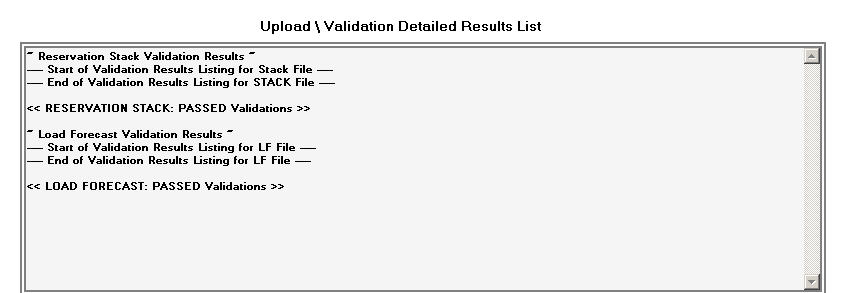 Upload \ Validation Detailed Results List
~ Reservation Stack Validation Results ~
---- Start of Validation Results Listing for Stack File ----
---- End of Validation Results Listing for STACK File ----
<< RESERVATION STACK: PASSED Validations >>
~ Load Forecast Validation Results ~
---- Start of Validation Results Listing for LF File ----
---- End of Validation Results Listing for LF File ----
<< LOAD FORECAST: PASSED Validations >>